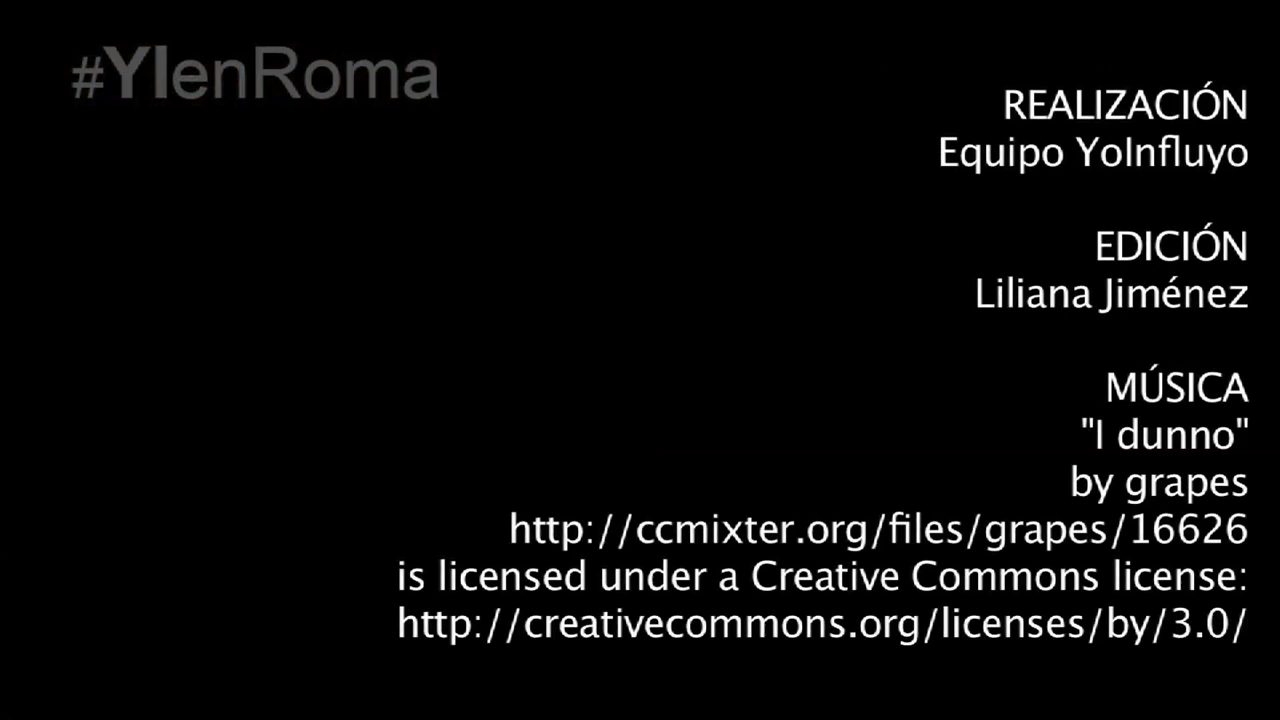 #YIenRoma
REALIZACIÓN
Equipo YoInfluyo
EDICIÓN
Liliana Jiménez
MÚSICA
"I dunno"
by grapes
http://ccmixter.org/files/grapes/16626
is licensed under a Creative Commons license:
http://creativecommons.org/licenses/by/3.0/